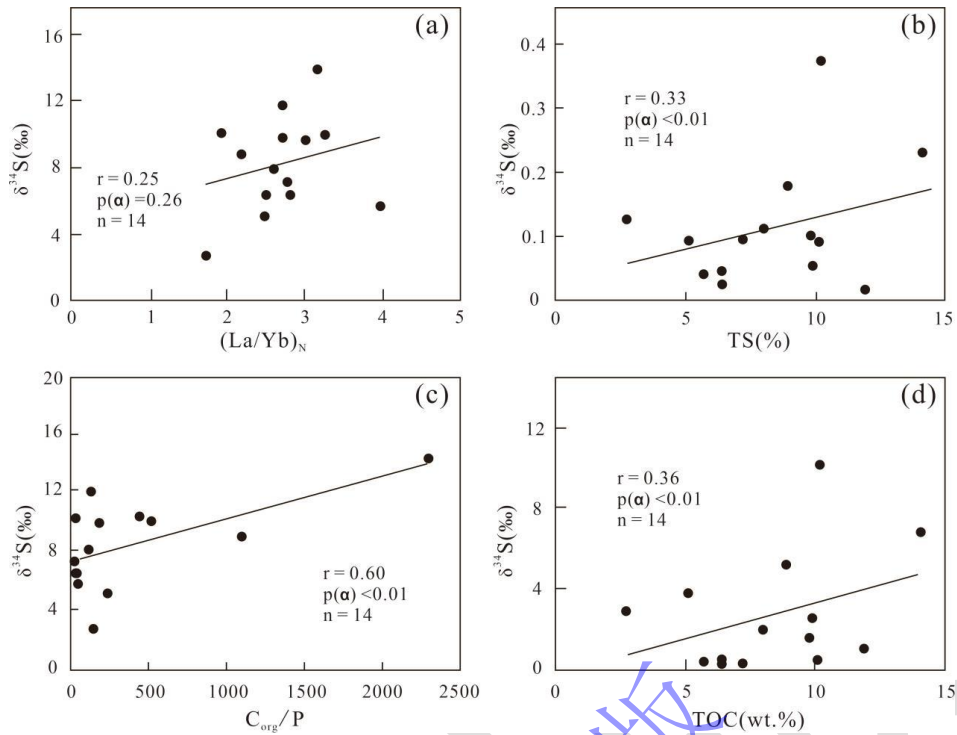 (a)
16
12
8
4
0
δ³⁴S(‰)
r = 0.25
p(α) =0.26
n = 14
0 1 2 3 4 5
(La/Yb)N
(b)
0.4
0.3
0.2
0.1
0
δ³⁴S(‰)
r = 0.33
p(α) <0.01
n = 14
0 5 10 15
TS(%)
(c)
20
16
12
8
4
0
δ³⁴S(‰)
r = 0.60
p(α) <0.01
n = 14
0 500 1000 1500 2000 2500
Corg/P
(d)
12
8
4
0
δ³⁴S(‰)
r = 0.36
p(α) <0.01
n = 14
0 5 10 15
TOC(wt.%)